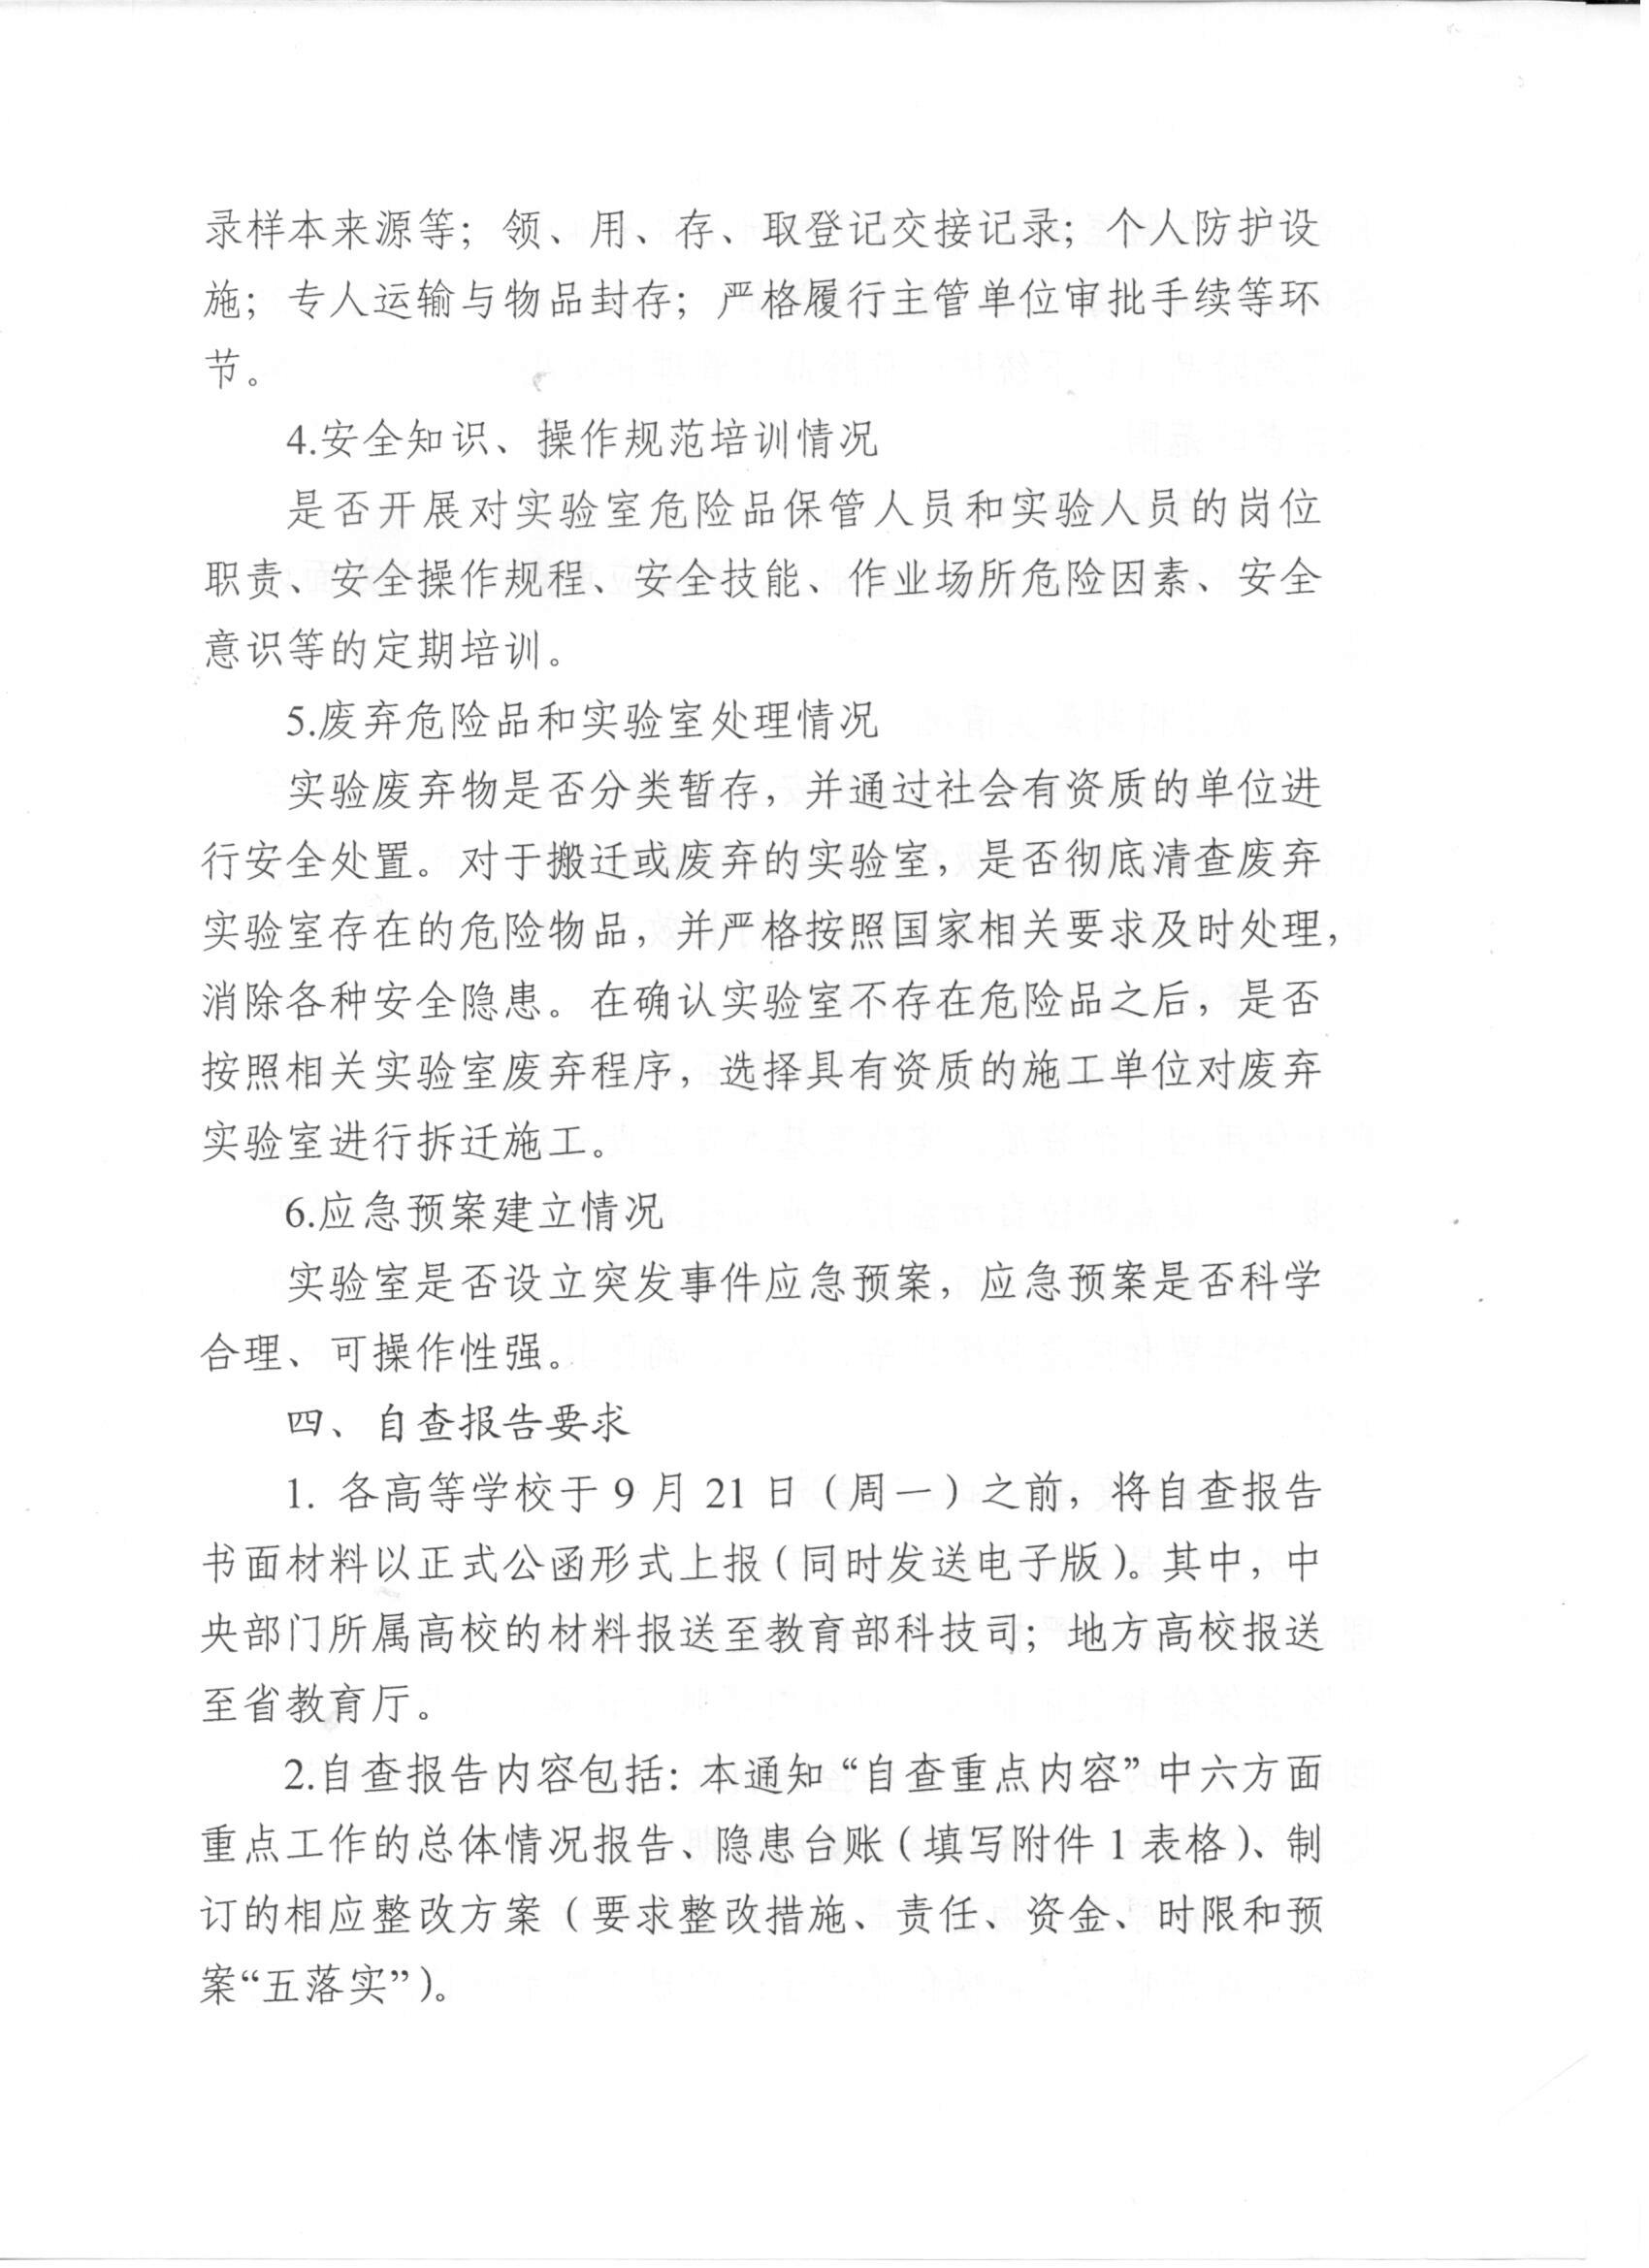 录样本来源等；领、用、存、取登记交接记录；个人防护设
施；专人运输与物品封存；严格履行主管单位审批手续等环
节。
4.安全知识、操作规范培训情况
是否开展对实验室危险品保管人员和实验人员的岗位
职责、安全操作规程、安全技能、作业场所危险因素、安全
意识等的定期培训。
5.废弃危险品和实验室处理情况
实验废弃物是否分类暂存，并通过社会有资质的单位进
行安全处置。对于搬迁或废弃的实验室，是否彻底清查废弃
实验室存在的危险物品，并严格按照国家相关要求及时处理，
消除各种安全隐患。在确认实验室不存在危险品之后，是否
按照相关实验室废弃程序，选择具有资质的施工单位对废弃
实验室进行拆迁施工。
6.应急预案建立情况
实验室是否设立突发事件应急预案，应急预案是否科学
合理、可操作性强。
四、自查报告要求
1. 各高等学校于 9 月 21 日（周一）之前，将自查报告
书面材料以正式公函形式上报（同时发送电子版）。其中，中
央部门所属高校的材料报送至教育部科技司；地方高校报送
至省教育厅。
2.自查报告内容包括：本通知“自查重点内容”中六方面
重点工作的总体情况报告、隐患台账（填写附件 1 表格）、制
订的相应整改方案（要求整改措施、责任、资金、时限和预
案“五落实”）。